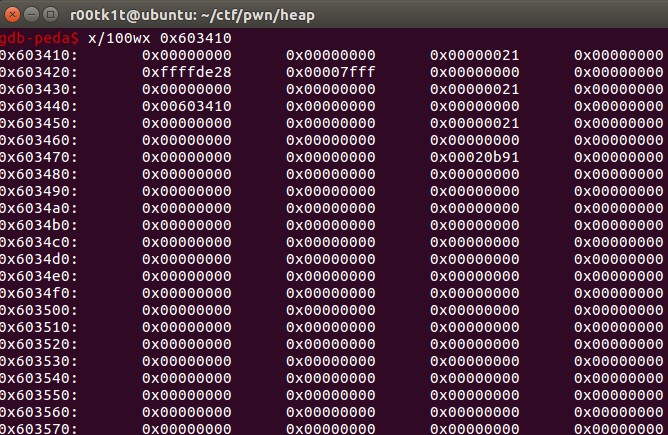 r00tk1t@ubuntu: ~/ctf/pwn/heap
gdb-peda$ x/100wx 0x603410
0x603410: 0x00000000 0x00000000 0x00000021 0x00000000
0x603420: 0xffffde28 0x00007fff 0x00000000 0x00000000
0x603430: 0x00000000 0x00000000 0x00000021 0x00000000
0x603440: 0x00603410 0x00000000 0x00000000 0x00000000
0x603450: 0x00000000 0x00000000 0x00000021 0x00000000
0x603460: 0x00000000 0x00000000 0x00000000 0x00000000
0x603470: 0x00000000 0x00000000 0x00020b91 0x00000000
0x603480: 0x00000000 0x00000000 0x00000000 0x00000000
0x603490: 0x00000000 0x00000000 0x00000000 0x00000000
0x6034a0: 0x00000000 0x00000000 0x00000000 0x00000000
0x6034b0: 0x00000000 0x00000000 0x00000000 0x00000000
0x6034c0: 0x00000000 0x00000000 0x00000000 0x00000000
0x6034d0: 0x00000000 0x00000000 0x00000000 0x00000000
0x6034e0: 0x00000000 0x00000000 0x00000000 0x00000000
0x6034f0: 0x00000000 0x00000000 0x00000000 0x00000000
0x603500: 0x00000000 0x00000000 0x00000000 0x00000000
0x603510: 0x00000000 0x00000000 0x00000000 0x00000000
0x603520: 0x00000000 0x00000000 0x00000000 0x00000000
0x603530: 0x00000000 0x00000000 0x00000000 0x00000000
0x603540: 0x00000000 0x00000000 0x00000000 0x00000000
0x603550: 0x00000000 0x00000000 0x00000000 0x00000000
0x603560: 0x00000000 0x00000000 0x00000000 0x00000000
0x603570: 0x00000000 0x00000000 0x00000000 0x00000000